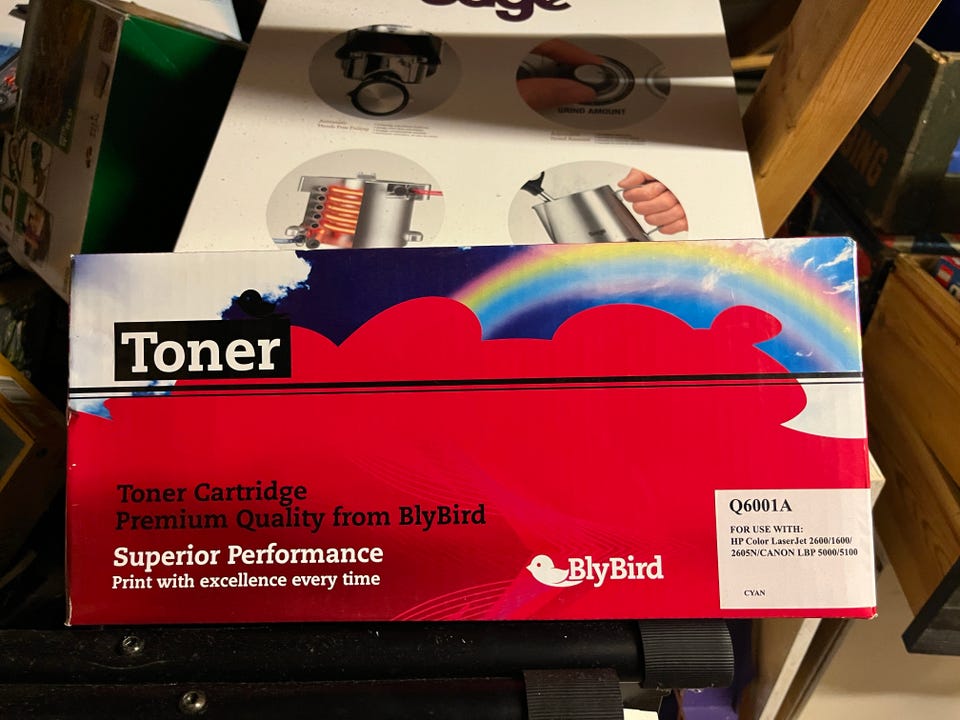 GRIND AMOUNT
Toner
Toner Cartridge
Premium Quality from BlyBird
Superior Performance
Print with excellence every time
BlyBird
Q6001A
FOR USE WITH:
HP Color LaserJet 2600/1600/
2605N/CANON LBP 5000/5100
CYAN